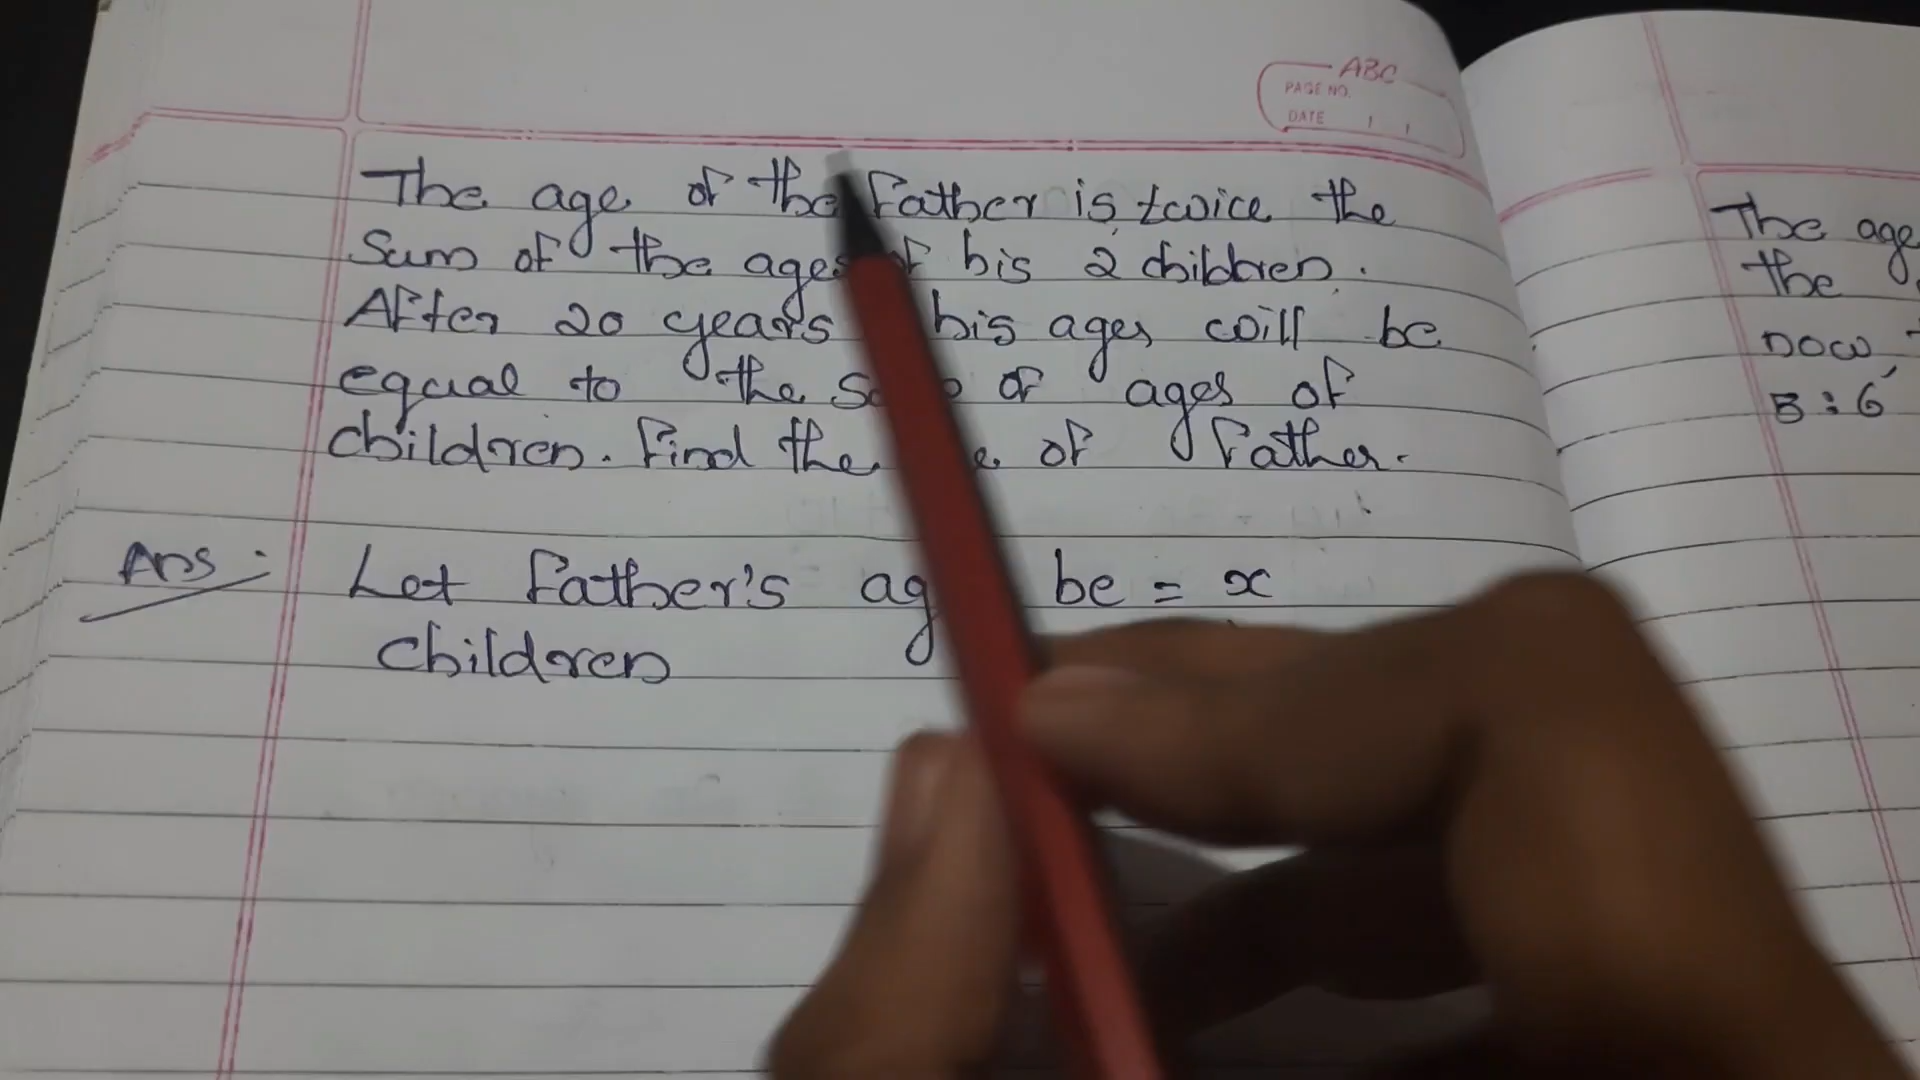 ABC
PAGE NO.
DATE
The age of the Father is twice the
Sum of the ages of his 2 children.
After 20 years his ages will be
equal to the of ages of
children. Find the of Father.
Ans: Let Father's be = x
children
The age
the
now
B : 6